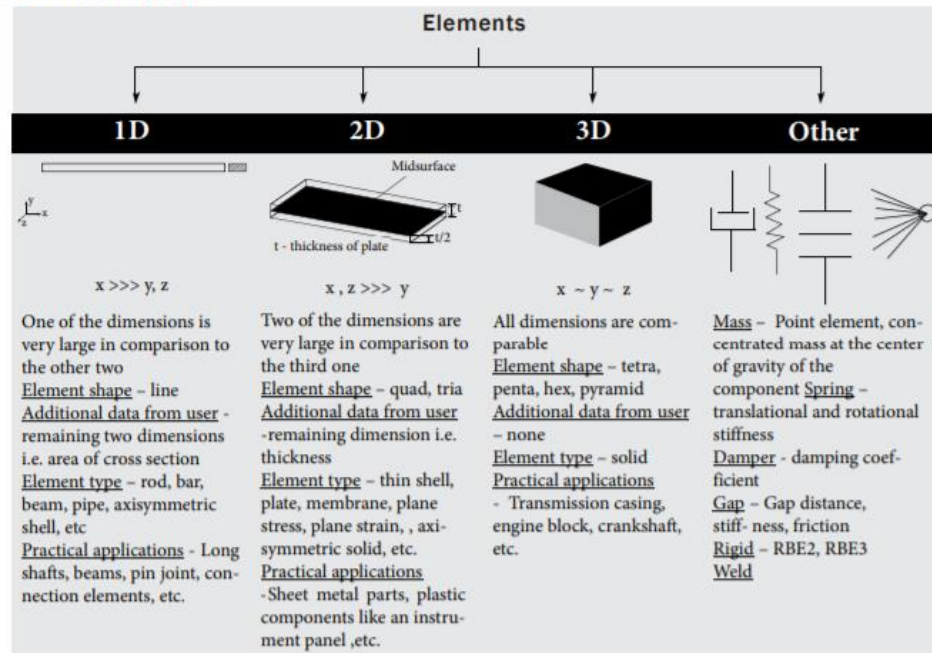 Elements
1D
2D
3D
Other
y
x
z
x >>> y, z
One of the dimensions is
very large in comparison to
the other two
Element shape – line
Additional data from user -
remaining two dimensions
i.e. area of cross section
Element type – rod, bar,
beam, pipe, axisymmetric
shell, etc
Practical applications - Long
shafts, beams, pin joint, con-
nection elements, etc.
Midsurface
t
t/2
t - thickness of plate
x , z >>> y
Two of the dimensions are
very large in comparison to
the third one
Element shape – quad, tria
Additional data from user
-remaining dimension i.e.
thickness
Element type – thin shell,
plate, membrane, plane
stress, plane strain, , axi-
symmetric solid, etc.
Practical applications
-Sheet metal parts, plastic
components like an instru-
ment panel ,etc.
x ~ y ~ z
All dimensions are com-
parable
Element shape – tetra,
penta, hex, pyramid
Additional data from user
– none
Element type – solid
Practical applications
- Transmission casing,
engine block, crankshaft,
etc.
Mass – Point element, con-
centrated mass at the center
of gravity of the
component Spring –
translational and rotational
stiffness
Damper - damping coef-
ficient
Gap – Gap distance,
stiff- ness, friction
Rigid – RBE2, RBE3
Weld